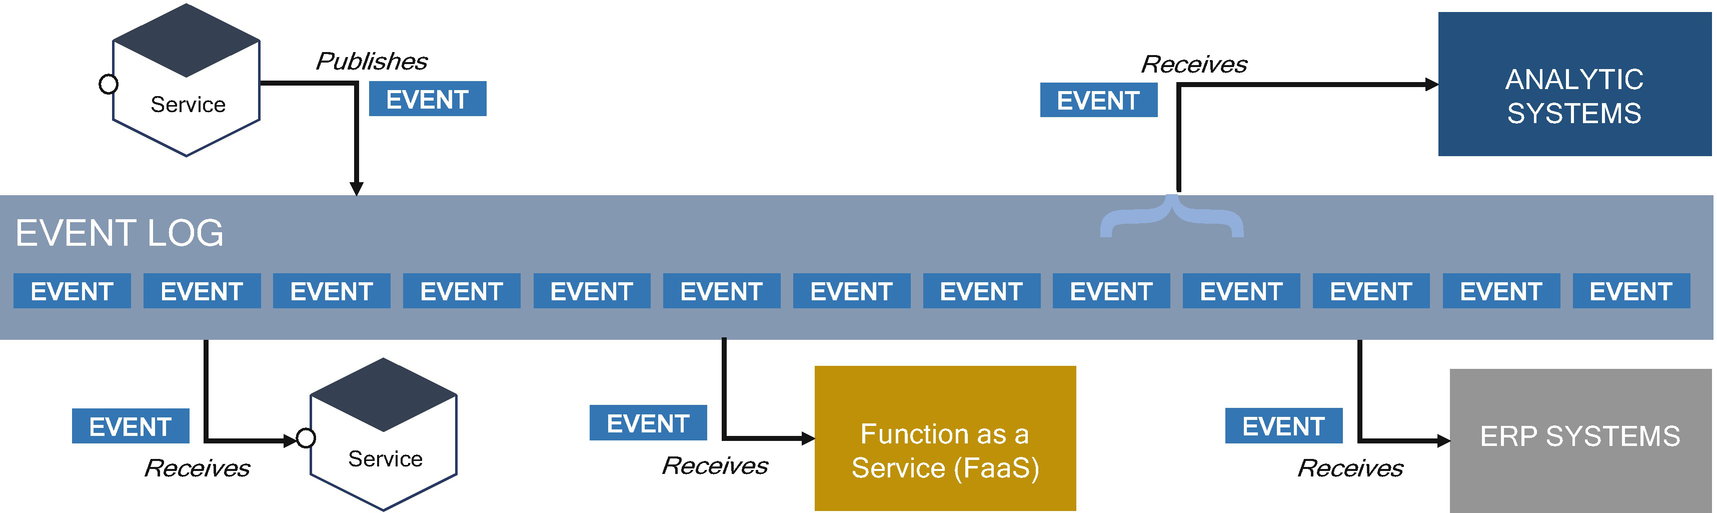 Publishes
EVENT
Service
Receives
EVENT
ANALYTIC
SYSTEMS
EVENT LOG
EVENT EVENT EVENT EVENT EVENT EVENT EVENT EVENT EVENT EVENT EVENT EVENT EVENT
EVENT
Receives
Service
EVENT
Receives
Function as a
Service (FaaS)
EVENT
Receives
ERP SYSTEMS